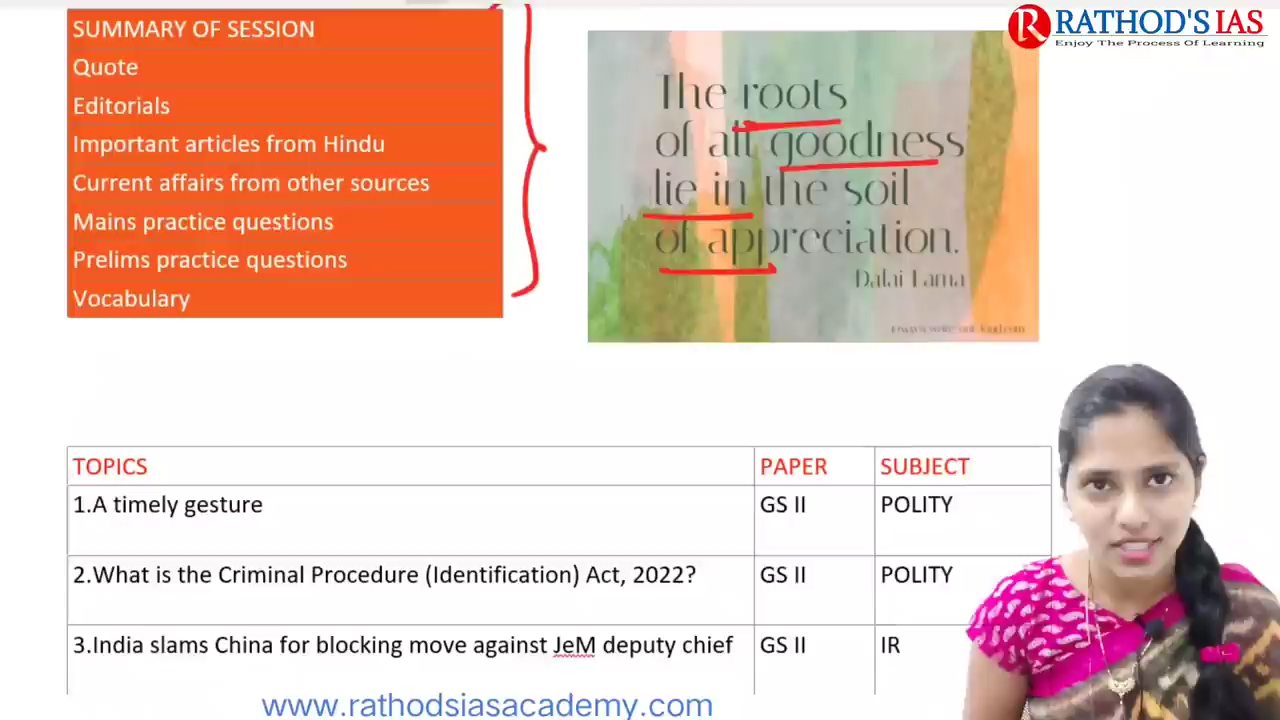 SUMMARY OF SESSION
Quote
Editorials
Important articles from Hindu
Current affairs from other sources
Mains practice questions
Prelims practice questions
Vocabulary
The roots
of all goodness
lie in the soil
of appreciation.
Dalai Lama
R RATHOD'S IAS
Enjoy The Process Of Learning
TOPICS PAPER SUBJECT
1.A timely gesture GS II POLITY
2.What is the Criminal Procedure (Identification) Act, 2022? GS II POLITY
3.India slams China for blocking move against JeM deputy chief GS II IR
www.rathodsiasacademy.com